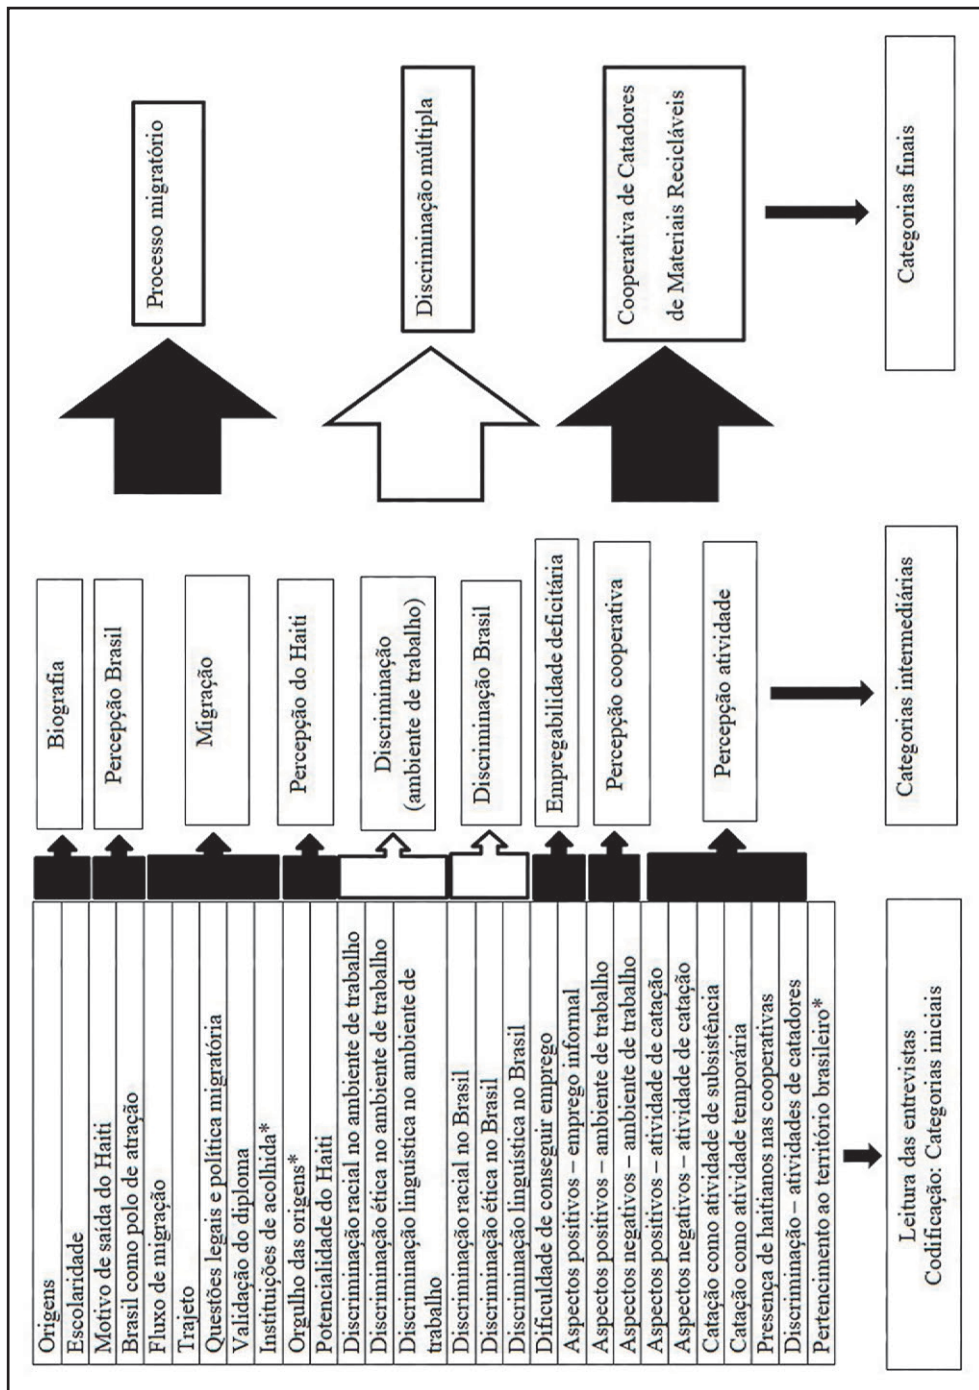 Origens
Escolaridade
Motivo de saída do Haiti
Brasil como polo de atração
Fluxo de migração
Trajeto
Questões legais e política migratória
Validação do diploma
Instituições de acolhida*
Orgulho das origens*
Potencialidade do Haiti
Discriminação racial no ambiente de trabalho
Discriminação ética no ambiente de trabalho
Discriminação linguística no ambiente de
trabalho
Discriminação racial no Brasil
Discriminação ética no Brasil
Discriminação linguística no Brasil
Dificuldade de conseguir emprego
Aspectos positivos – emprego informal
Aspectos positivos – ambiente de trabalho
Aspectos negativos – ambiente de trabalho
Aspectos positivos – atividade de catação
Aspectos negativos – atividade de catação
Catação como atividade de subsistência
Catação como atividade temporária
Presença de haitianos nas cooperativas
Discriminação – atividades de catadores
Pertencimento ao território brasileiro*
Leitura das entrevistas
Codificação: Categorias iniciais
Biografia
Percepção Brasil
Migração
Percepção do Haiti
Discriminação
(ambiente de trabalho)
Discriminação Brasil
Empregabilidade deficitária
Percepção cooperativa
Percepção atividade
Categorias intermediárias
Processo migratório
Discriminação múltipla
Cooperativa de Catadores
de Materiais Recicláveis
Categorias finais